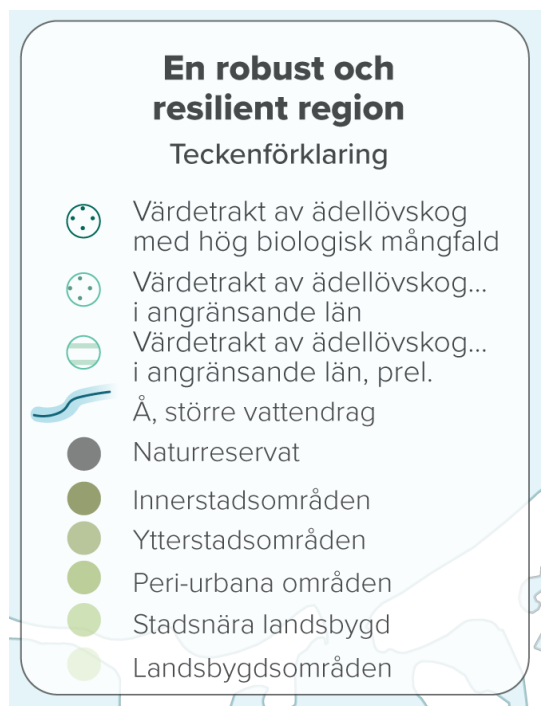 En robust och
resilient region
Teckenförklaring
Värdetrakt av ädellövskog
med hög biologisk mångfald
Värdetrakt av ädellövskog...
i angränsande län
Värdetrakt av ädellövskog...
i angränsande län, prel.
Å, större vattendrag
Naturreservat
Innerstadsområden
Ytterstadsområden
Peri-urbana områden
Stadsnära landsbygd
Landsbygdsområden